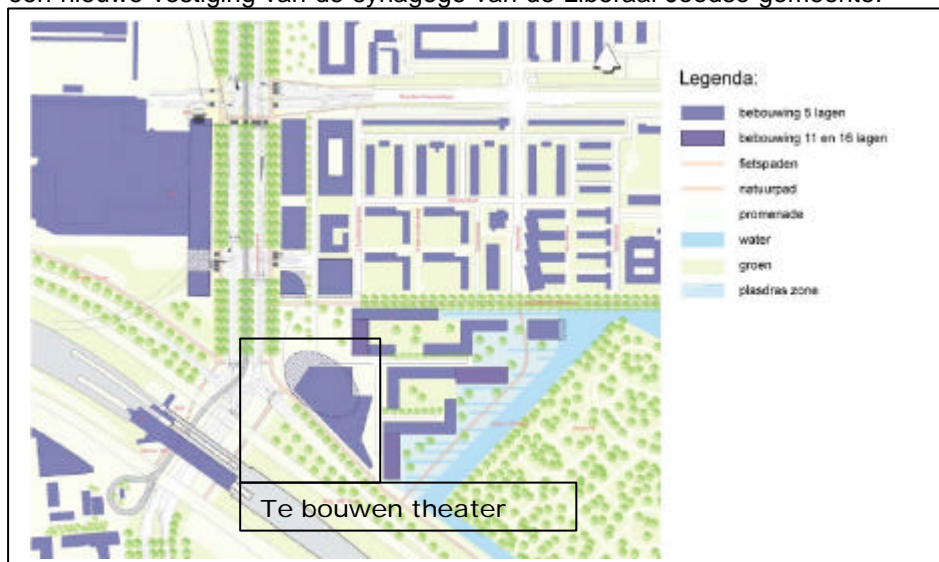 een nieuwe vestiging van de synagoge van de Liberaal Joodse gemeente.
Legenda:
bebouwing 5 lagen
bebouwing 11 en 16 lagen
fietspaden
natuurpad
promenade
water
groen
plasdras zone
Te bouwen theater